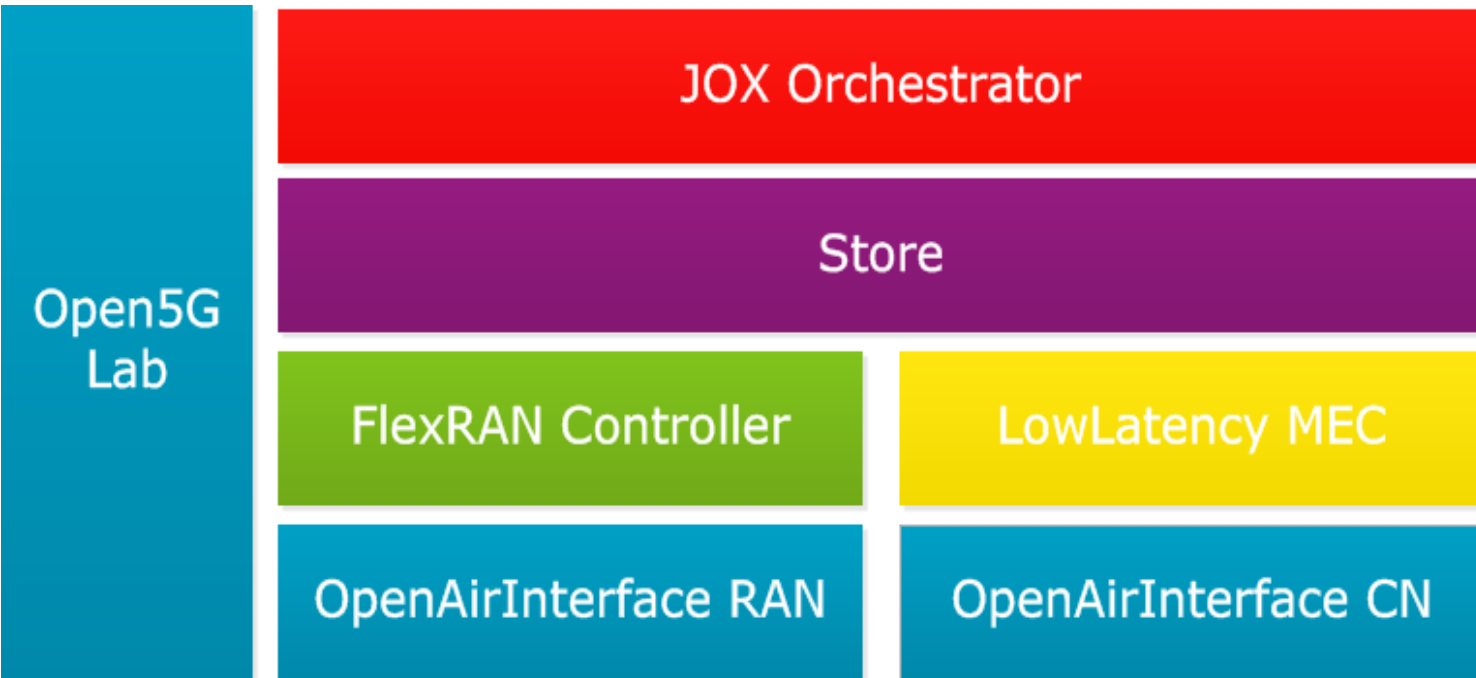 Open5G
Lab
JOX Orchestrator
Store
FlexRAN Controller
LowLatency MEC
OpenAirInterface RAN
OpenAirInterface CN